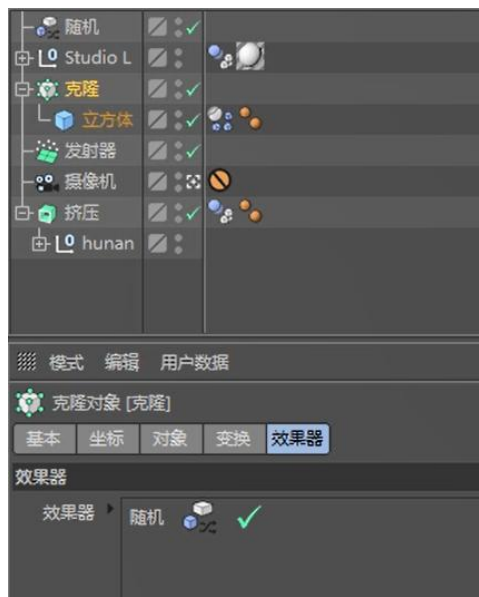 随机
Studio L
克隆
立方体
发射器
摄像机
挤压
hunan
模式 编辑 用户数据
克隆对象 [克隆]
基本 坐标 对象 变换 效果器
效果器
效果器 随机